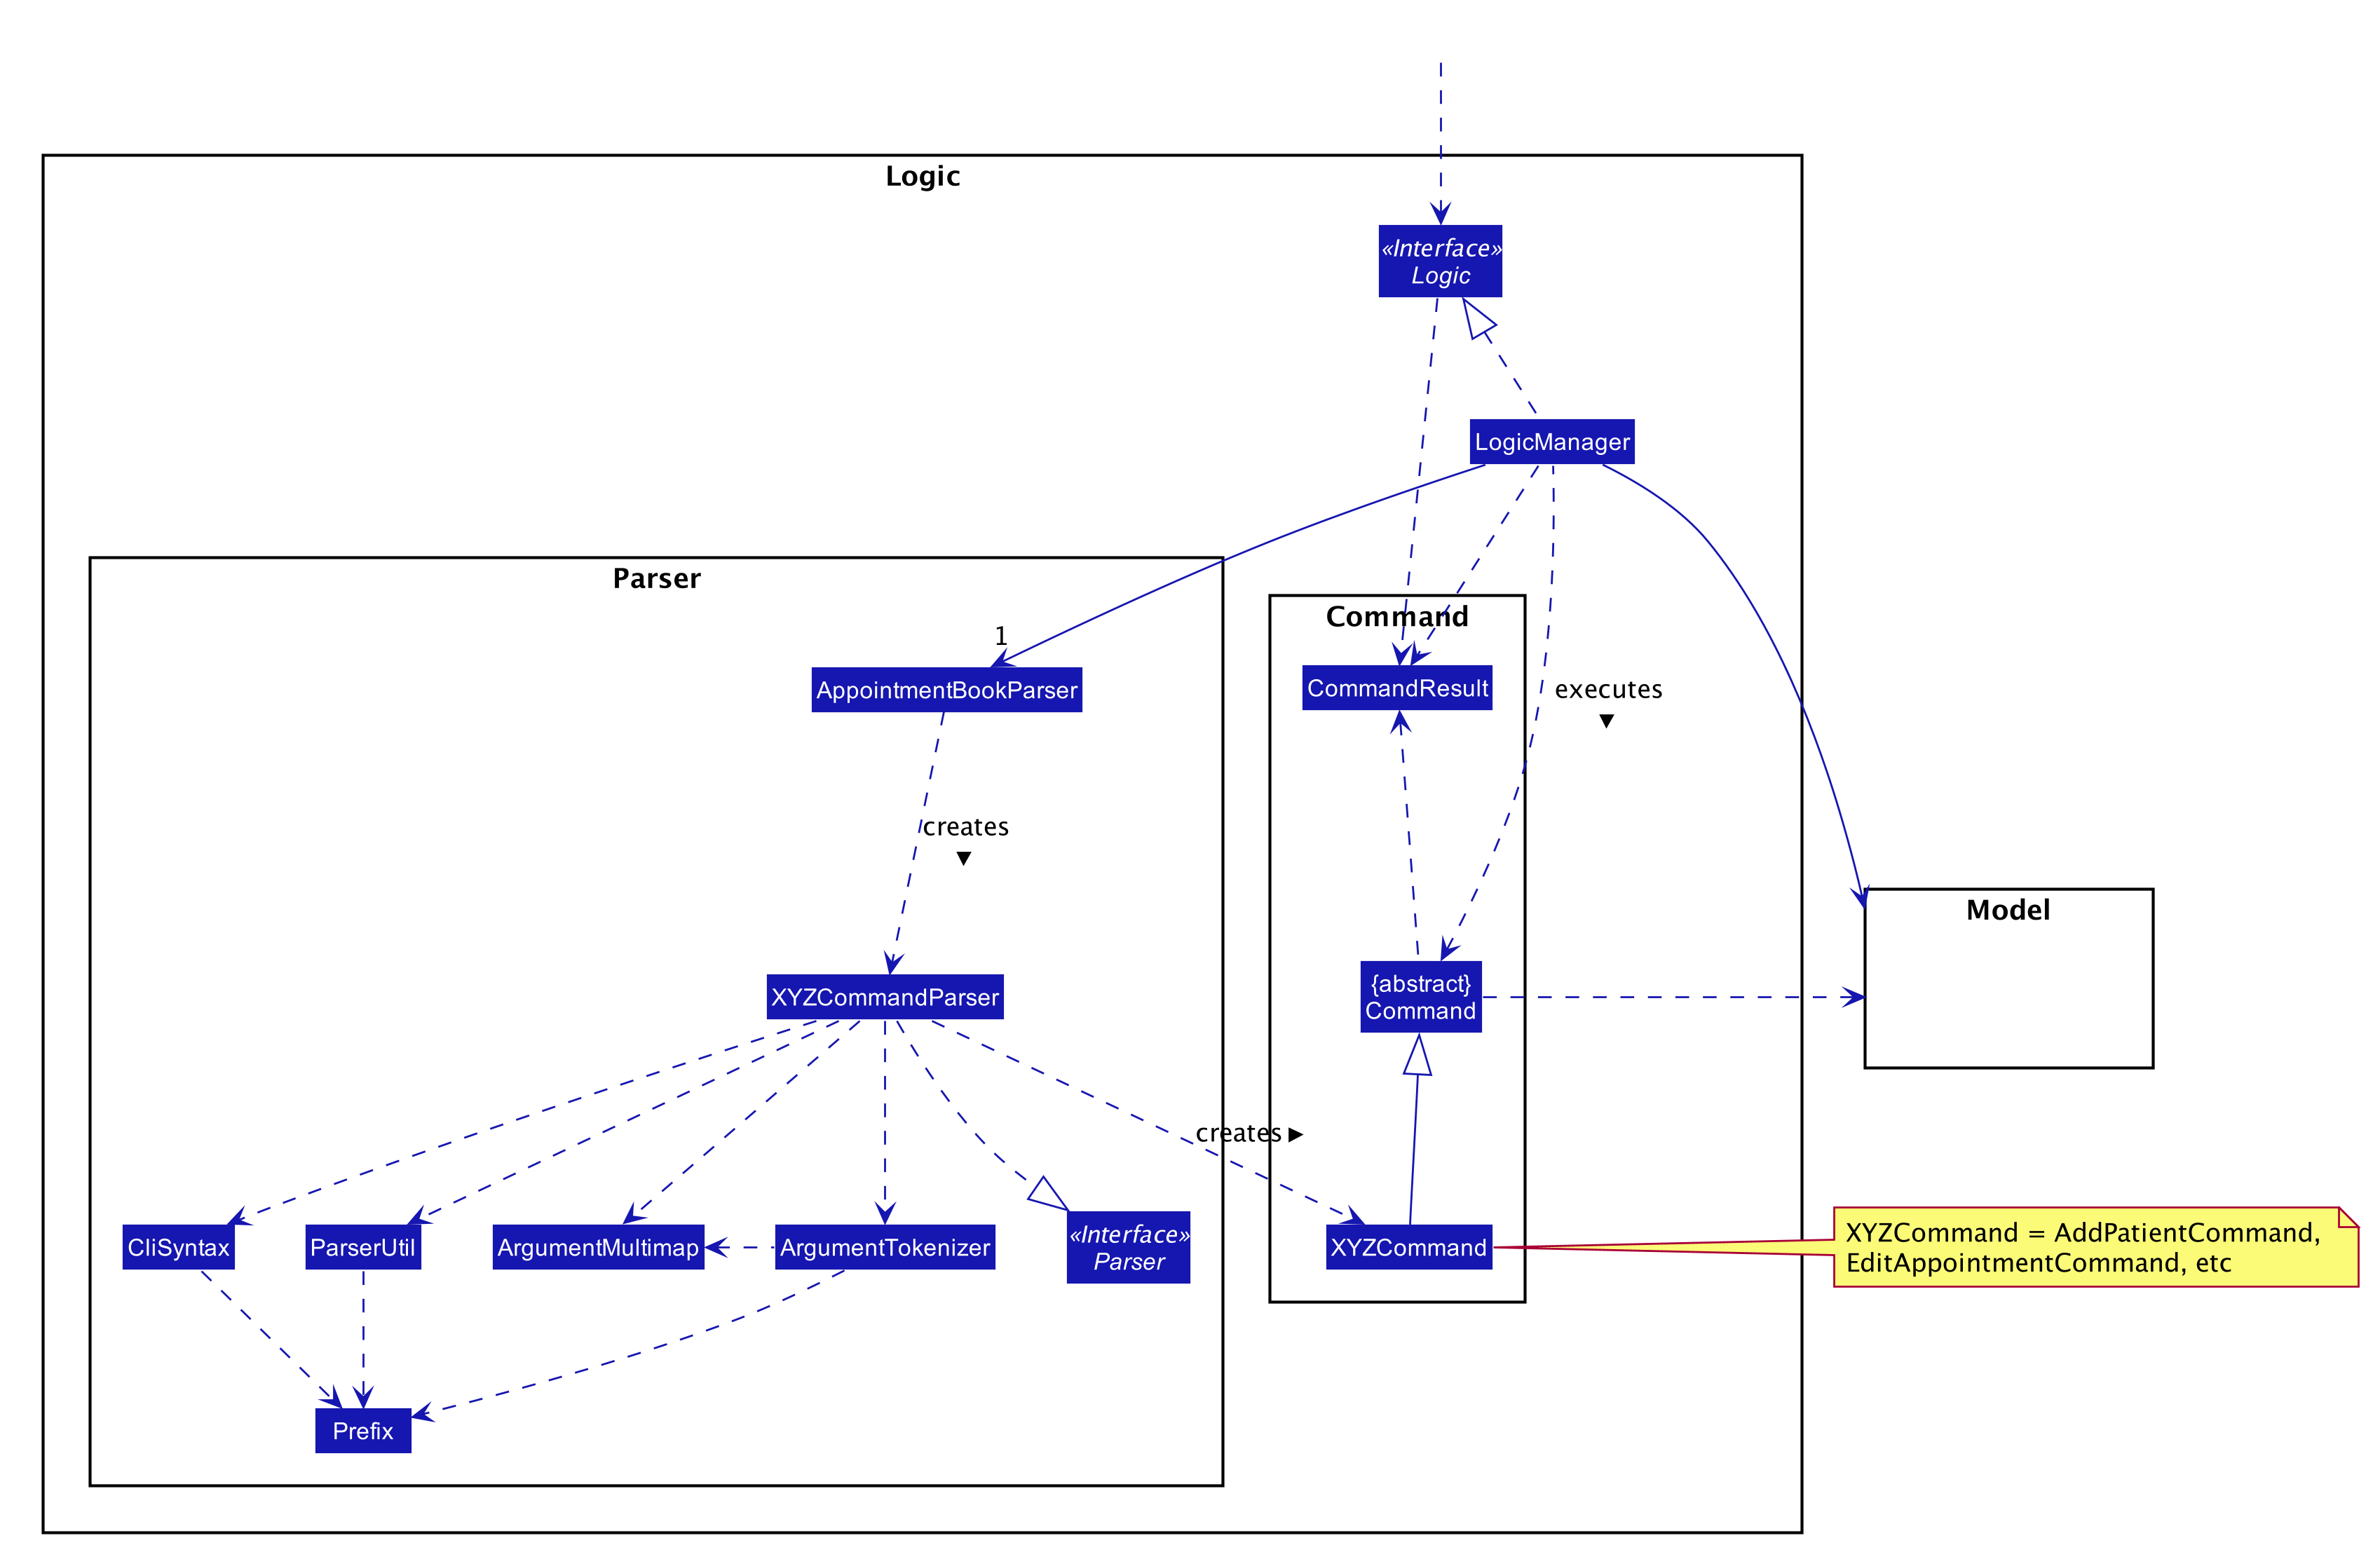 Logic
«Interface»
Logic
LogicManager
Parser
Command
1
AppointmentBookParser
CommandResult
executes
▼
creates
▼
Model
{abstract}
Command
XYZCommandParser
creates ►
CliSyntax
ParserUtil
ArgumentMultimap
ArgumentTokenizer
«Interface»
Parser
XYZCommand
XYZCommand = AddPatientCommand,
EditAppointmentCommand, etc
Prefix